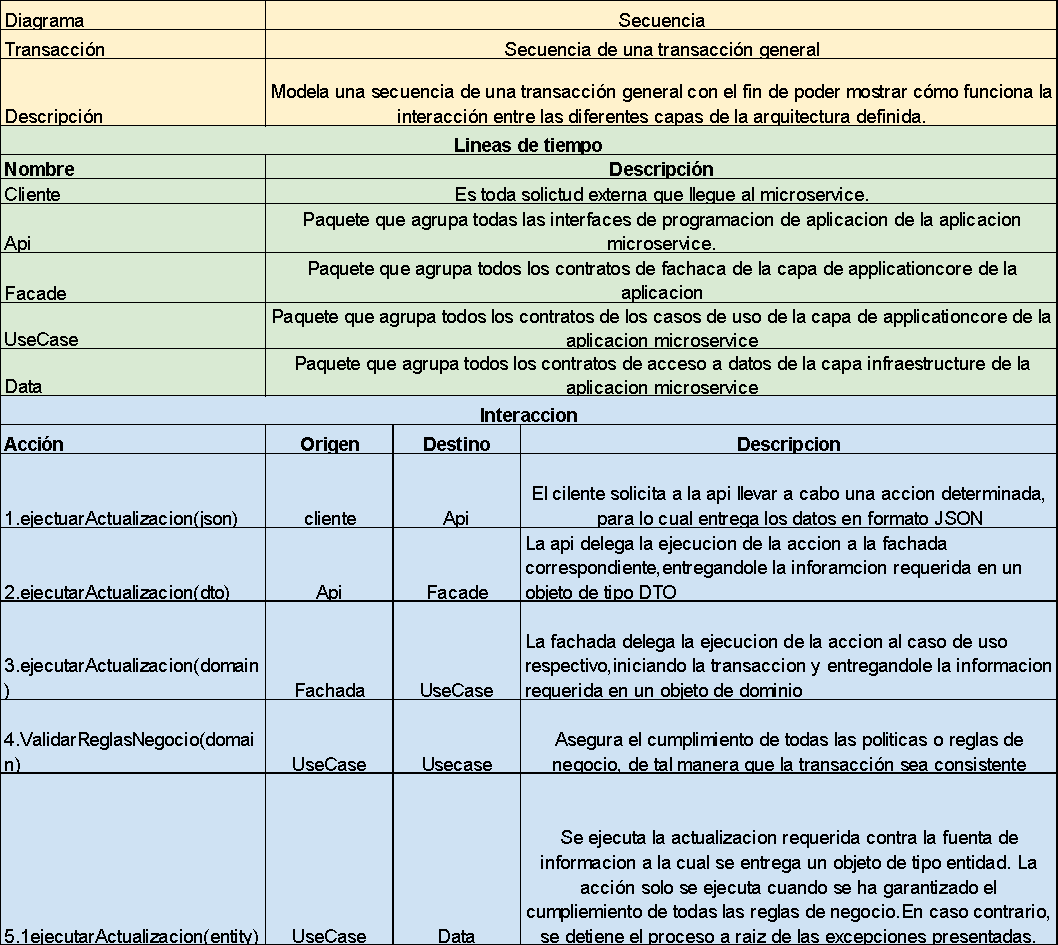 Diagrama Secuencia
Transacción Secuencia de una transacción general
Modela una secuencia de una transacción general con el fin de poder mostrar cómo funciona la
Descripción interacción entre las diferentes capas de la arquitectura definida.
Lineas de tiempo
Nombre Descripción
Cliente Es toda solictud externa que llegue al microservice.
Paquete que agrupa todas las interfaces de programacion de aplicacion de la aplicacion
Api microservice.
Paquete que agrupa todos los contratos de fachaca de la capa de applicationcore de la
Facade aplicacion
Paquete que agrupa todos los contratos de los casos de uso de la capa de applicationcore de la
UseCase aplicacion microservice
Paquete que agrupa todos los contratos de acceso a datos de la capa infraestructure de la
Data aplicacion microservice
Interaccion
Acción Origen Destino Descripcion
El cilente solicita a la api llevar a cabo una accion determinada,
1.ejectuarActualizacion(json) cliente Api para lo cual entrega los datos en formato JSON
La api delega la ejecucion de la accion a la fachada
correspondiente,entregandole la inforamcion requerida en un
2.ejecutarActualizacion(dto) Api Facade objeto de tipo DTO
La fachada delega la ejecucion de la accion al caso de uso
3.ejecutarActualizacion(domain respectivo,iniciando la transaccion y entregandole la informacion
) Fachada UseCase requerida en un objeto de dominio
4.ValidarReglasNegocio(domai Asegura el cumplimiento de todas las politicas o reglas de
n) UseCase Usecase negocio, de tal manera que la transacción sea consistente
Se ejecuta la actualizacion requerida contra la fuenta de
informacion a la cual se entrega un objeto de tipo entidad. La
acción solo se ejecuta cuando se ha garantizado el
cumpliemiento de todas las reglas de negocio.En caso contrario,
5.1ejecutarActualizacion(entity) UseCase Data se detiene el proceso a raiz de las excepciones presentadas.